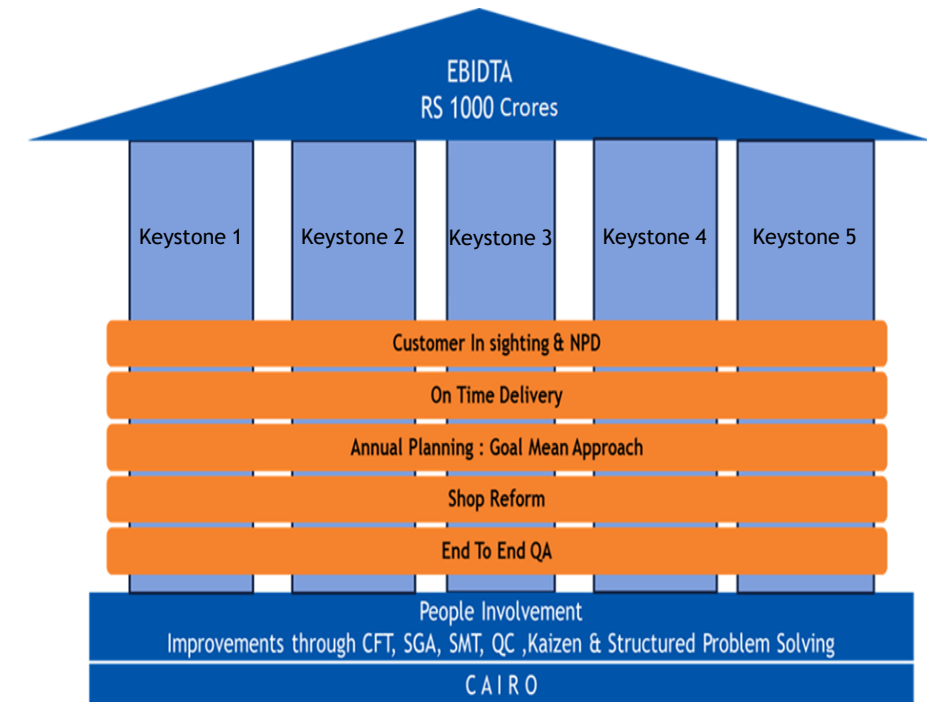 EBIDTA
RS 1000 Crores
Keystone 1
Keystone 2
Keystone 3
Keystone 4
Keystone 5
Customer In sighting & NPD
On Time Delivery
Annual Planning : Goal Mean Approach
Shop Reform
End To End QA
People Involvement
Improvements through CFT, SGA, SMT, QC ,Kaizen & Structured Problem Solving
C A I R O